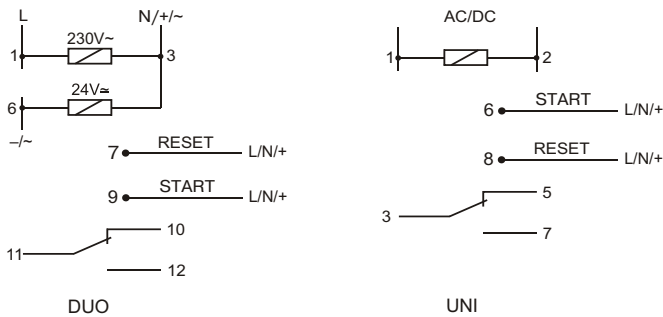 L
N/+/~
230V~
1
3
24V≃
6
–/~
7
RESET
L/N/+
9
START
L/N/+
10
11
12
DUO
AC/DC
1
2
6
START
L/N/+
8
RESET
L/N/+
5
3
7
UNI